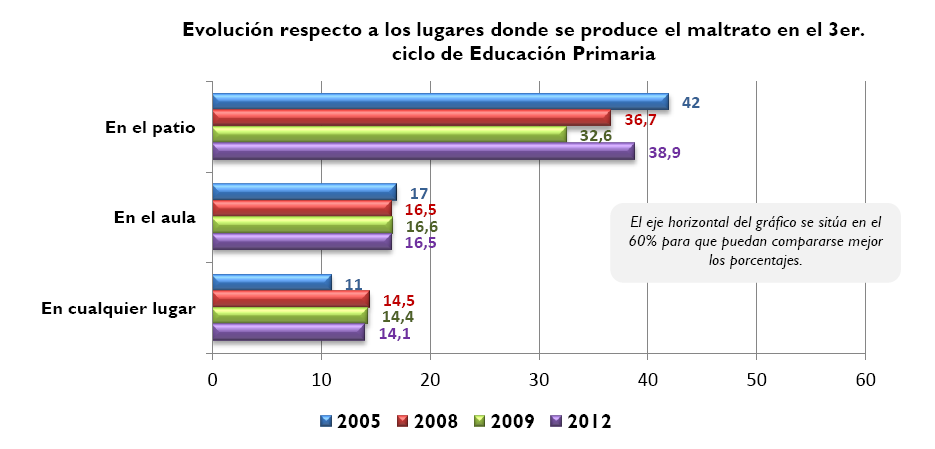 Evolución respecto a los lugares donde se produce el maltrato en el 3er.
ciclo de Educación Primaria
En el patio
42
36,7
32,6
38,9
En el aula
17
16,5
16,6
16,5
El eje horizontal del gráfico se sitúa en el
60% para que puedan compararse mejor
los porcentajes.
En cualquier lugar
11
14,5
14,4
14,1
0 10 20 30 40 50 60
2005 2008 2009 2012